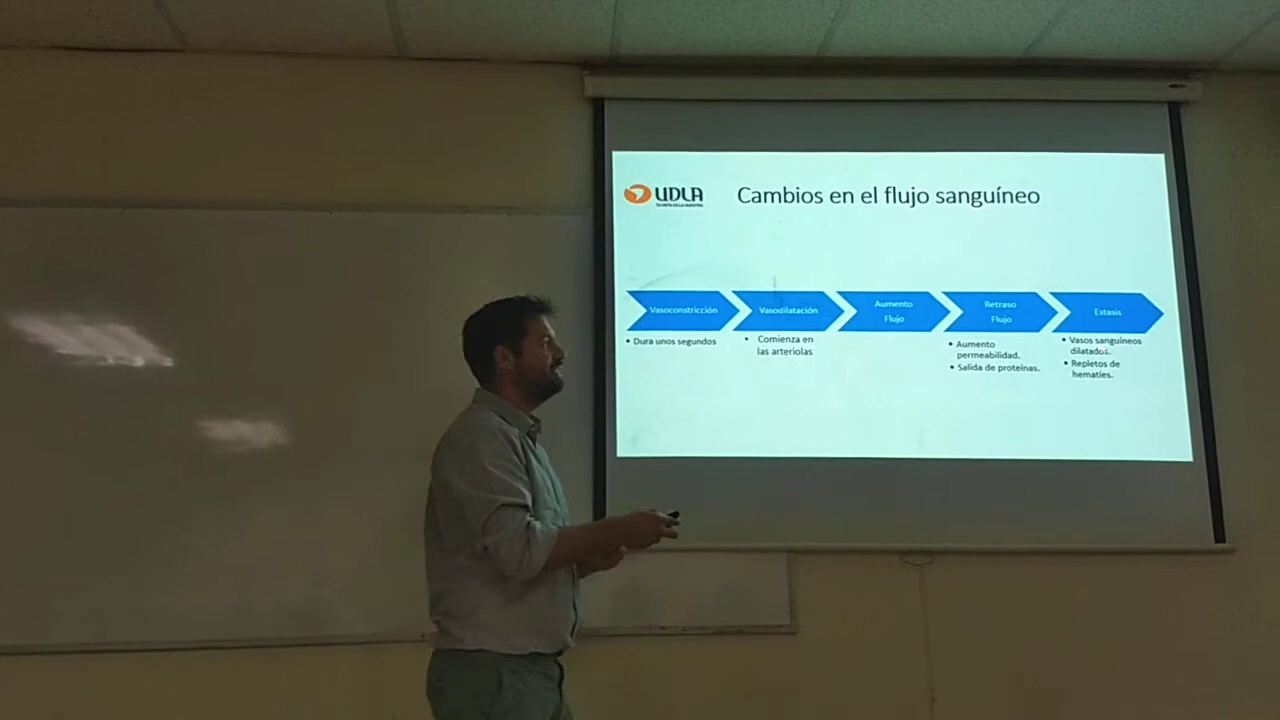 UDLA
Cambios en el flujo sanguíneo
Vasoconstricción
• Dura unos segundos
Vasodilatación
• Comienza en
las arteriolas
Aumento
Flujo
Retraso
Flujo
• Aumento
permeabilidad.
• Salida de proteínas.
Estasis
• Vasos sanguíneos
dilatados.
• Repletos de
hematíes.